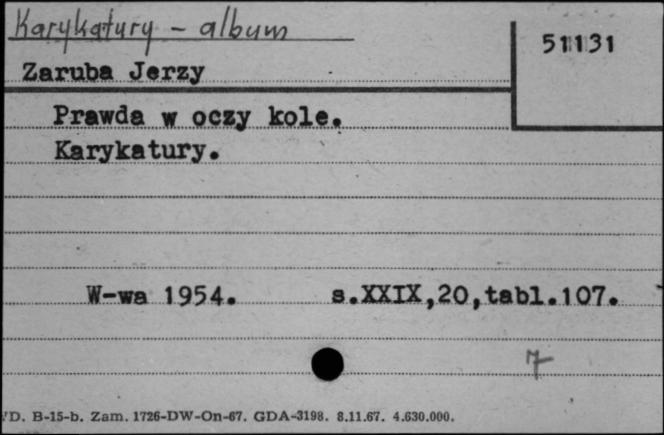 Karykatury - album
51131
Zaruba Jerzy
Prawda w oczy kole.
Karykatury.
W-wa 1954. s.XXIX,20,tabl.107.
7
D. B-15-b. Zam. 1726-DW-On-67. GDA-3198. 8.11.67. 4.630.000.